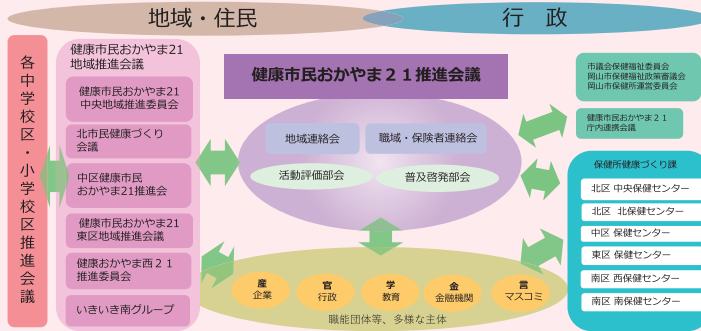 地域・住民
行　政
各中学校区・小学校区推進会議
健康市民おかやま21
地域推進会議
健康市民おかやま21
中央地域推進委員会
北市民健康づくり
会議
中区健康市民
おかやま21推進会
健康市民おかやま21
東区地域推進会議
健康おかやま西２１
推進委員会
いきいき南グループ
健康市民おかやま２１推進会議
地域連絡会
職域・保険者連絡会
活動評価部会
普及啓発部会
産
企業
官
行政
学
教育
金
金融機関
言
マスコミ
職能団体等、多様な主体
市議会保健福祉委員会
岡山市保健福祉政策審議会
岡山市保健所運営委員会
健康市民おかやま２１
庁内連携会議
保健所健康づくり課
北区 中央保健センター
北区 北保健センター
中区 保健センター
東区 保健センター
南区 西保健センター
南区 南保健センター